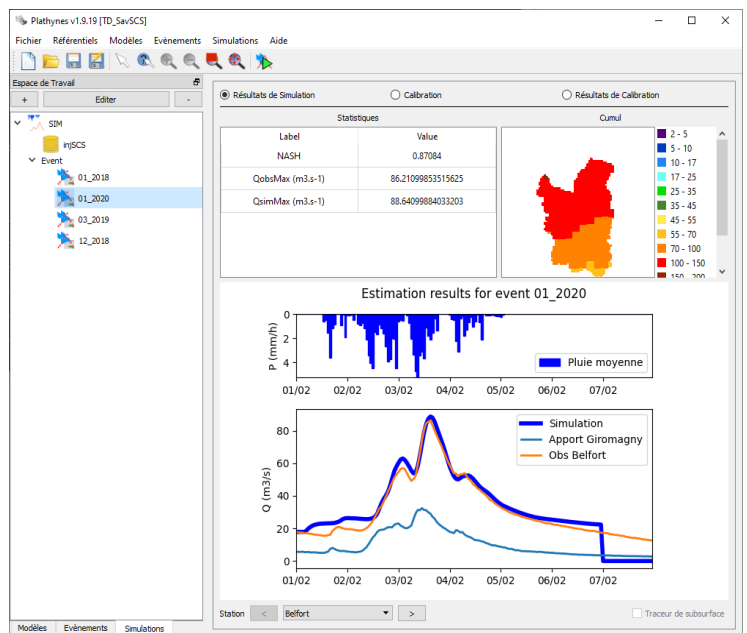 Plathynes v1.9.19 [TD_SavSCS]
Fichier Référentiels Modèles Evènements Simulations Aide
Espace de Travail
+ Editer -
SIM
injSCS
Event
01_2018
01_2020
03_2019
12_2018
Modèles Evènements Simulations
Résultats de Simulation Calibration Résultats de Calibration
Statistiques
Label Value
NASH 0.87084
QobsMax (m3.s-1) 86.21099853515625
QsimMax (m3.s-1) 88.64099884033203
Cumul
2 - 5
5 - 10
10 - 17
17 - 25
25 - 35
35 - 45
45 - 55
55 - 70
70 - 100
100 - 150
150 - 200
Estimation results for event 01_2020
P (mm/h)
0
2
4
Pluie moyenne
01/02 02/02 03/02 04/02 05/02 06/02 07/02
Q (m3/s)
80
60
40
20
0
Simulation
Apport Giromagny
Obs Belfort
01/02 02/02 03/02 04/02 05/02 06/02 07/02
Station < Belfort > Traceur de subsurface